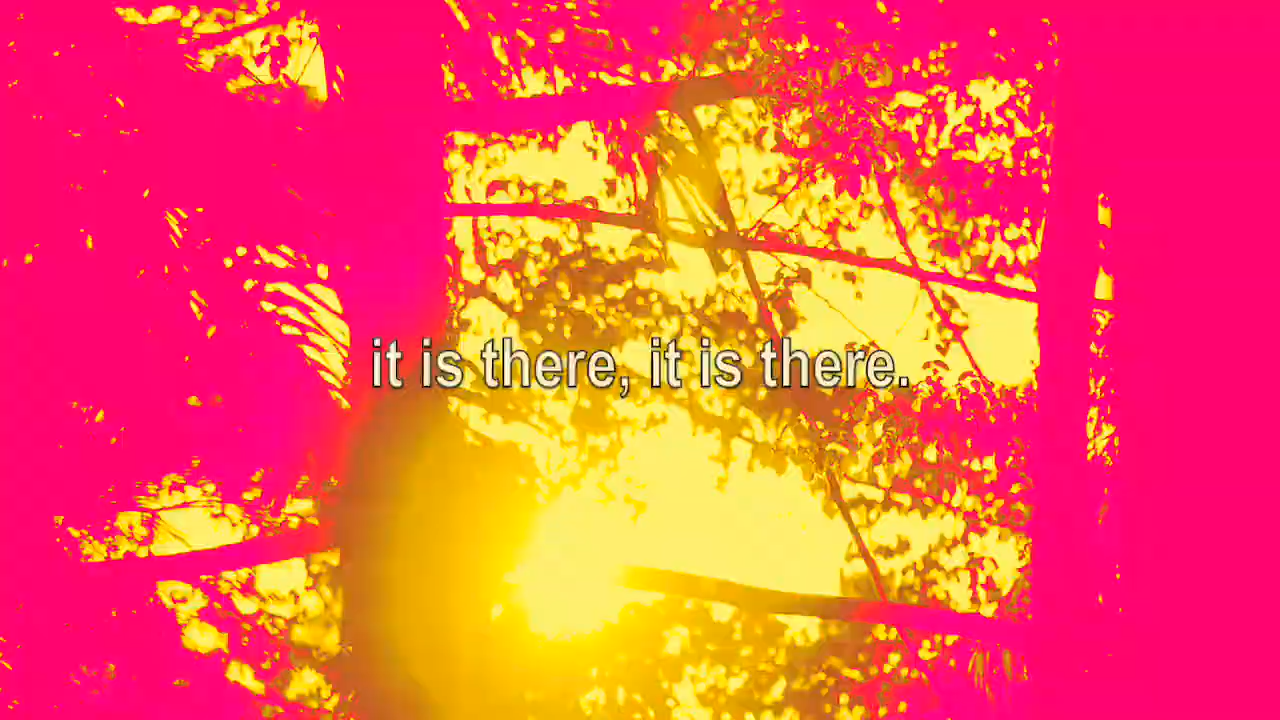 it is there, it is there.